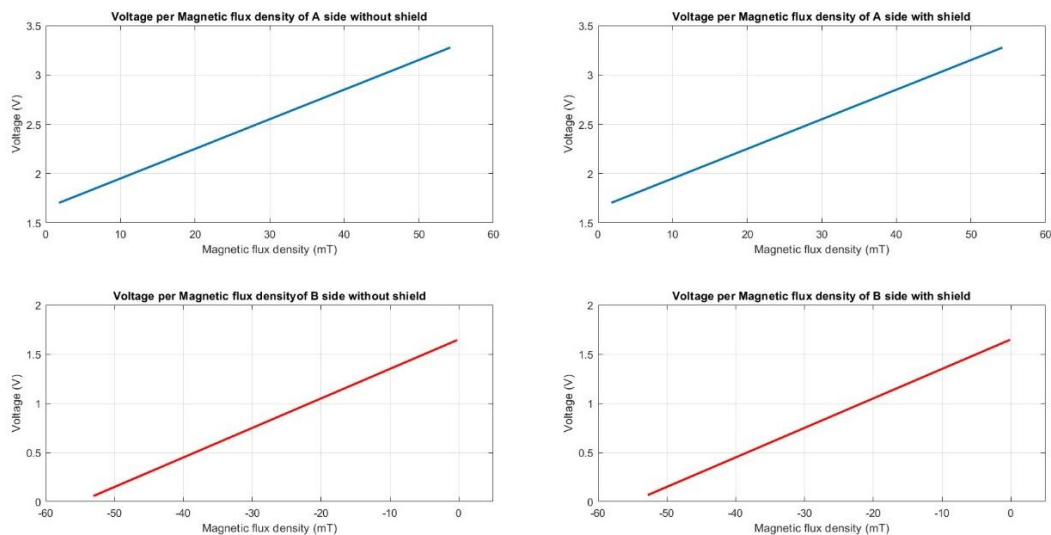 Voltage per Magnetic flux density of A side without shield
3.5
3
2.5
2
1.5
Voltage (V)
0 10 20 30 40 50 60
Magnetic flux density (mT)
Voltage per Magnetic flux density of A side with shield
3.5
3
2.5
2
1.5
Voltage (V)
0 10 20 30 40 50 60
Magnetic flux density (mT)
Voltage per Magnetic flux densityof B side without shield
2
1.5
1
0.5
0
Voltage (V)
-60 -50 -40 -30 -20 -10 0
Magnetic flux density (mT)
Voltage per Magnetic flux density of B side with shield
2
1.5
1
0.5
0
Voltage (V)
-60 -50 -40 -30 -20 -10 0
Magnetic flux density (mT)